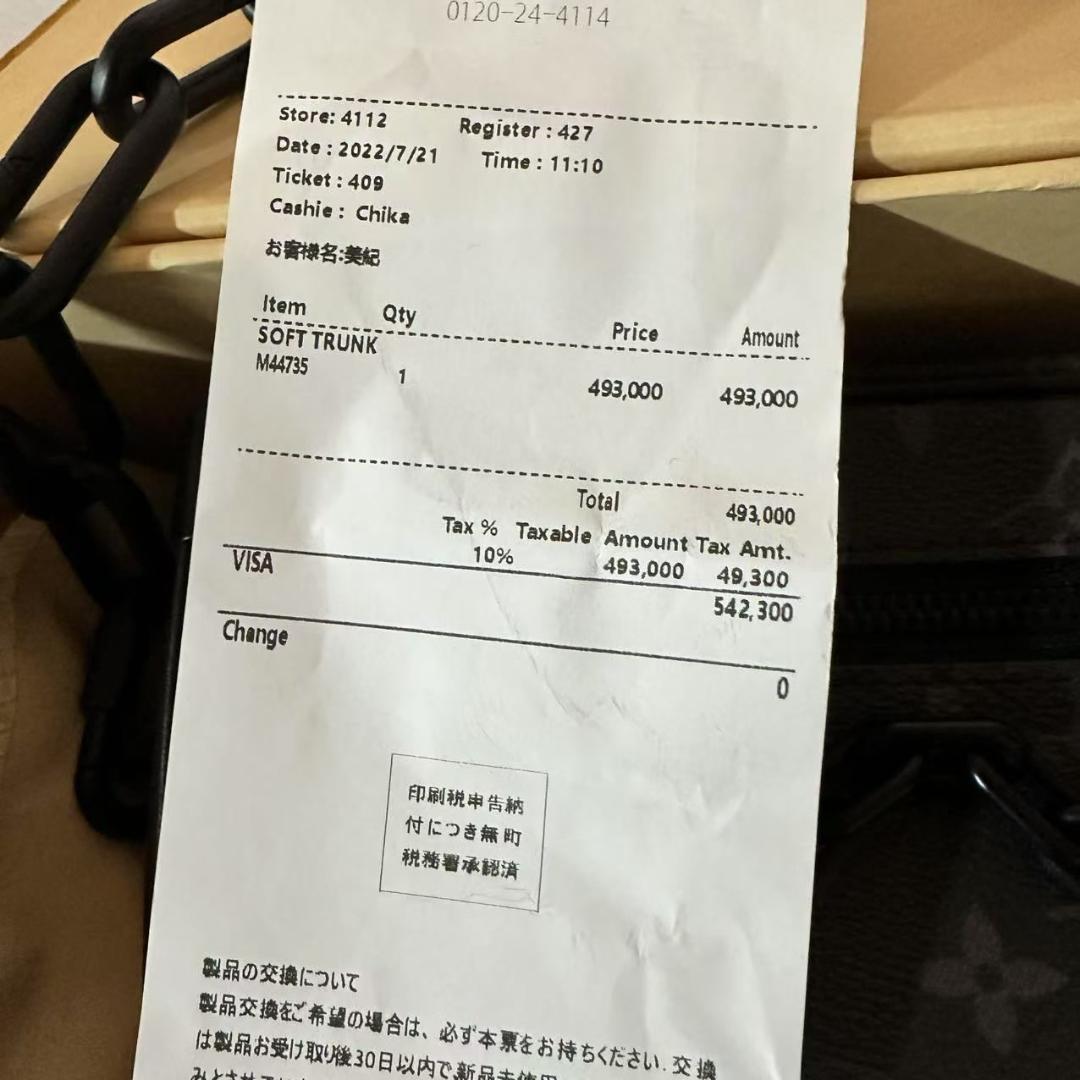 0120-24-4114
Store: 4112 Register : 427
Date : 2022/7/21 Time : 11:10
Ticket : 409
Cashie : Chika
お客様名:美紀
Item Qty Price Amount
SOFT TRUNK
M44735 1 493,000 493,000
Total 493,000
Tax % Taxable Amount Tax Amt.
10% 493,000 49,300
VISA 542,300
Change 0
印刷税申告納
付につき無町
税務署承認済
製品の交換について
製品交換をご希望の場合は、必ず本票をお持ちください.交換
は製品お受け取り後30日以内で,新品未使用